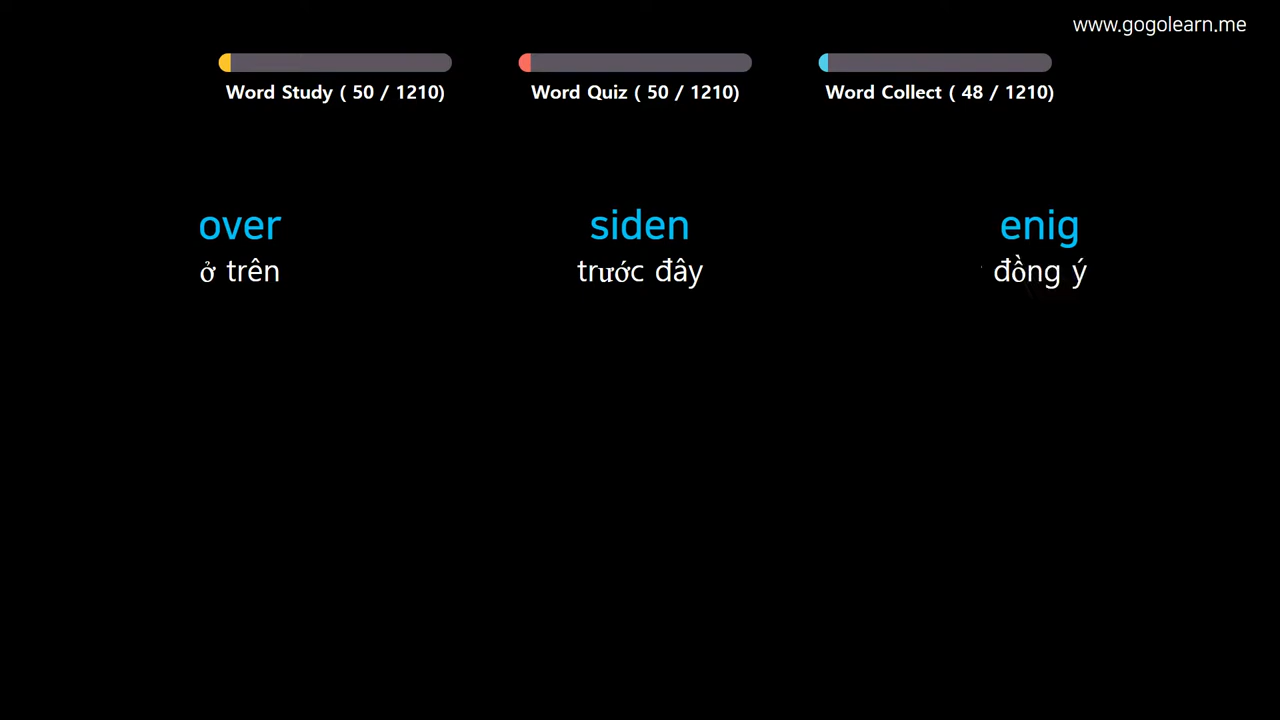 www.gogolearn.me
Word Study ( 50 / 1210)
Word Quiz ( 50 / 1210)
Word Collect ( 48 / 1210)
over
ở trên
siden
trước đây
enig
đồng ý